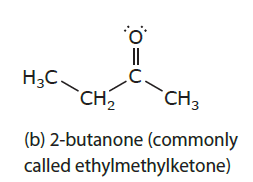 O
H₃C C
CH₂ CH₃
(b) 2-butanone (commonly
called ethylmethylketone)